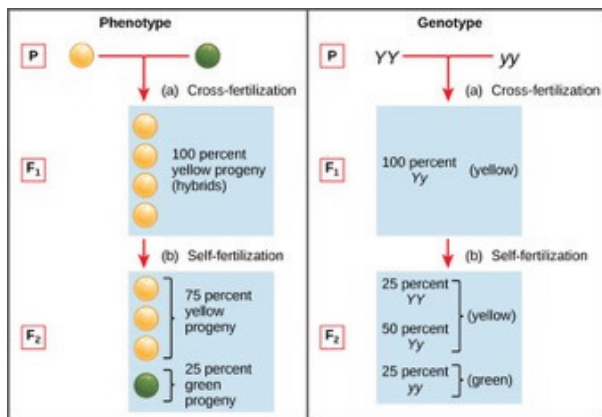 Phenotype
P
(a) Cross-fertilization
F1
100 percent
yellow progeny
(hybrids)
(b) Self-fertilization
F2
75 percent
yellow
progeny
25 percent
green
progeny
Genotype
P
YY
yy
(a) Cross-fertilization
F1
100 percent
Yy
(yellow)
(b) Self-fertilization
F2
25 percent
YY
50 percent
Yy
(yellow)
25 percent
yy
(green)